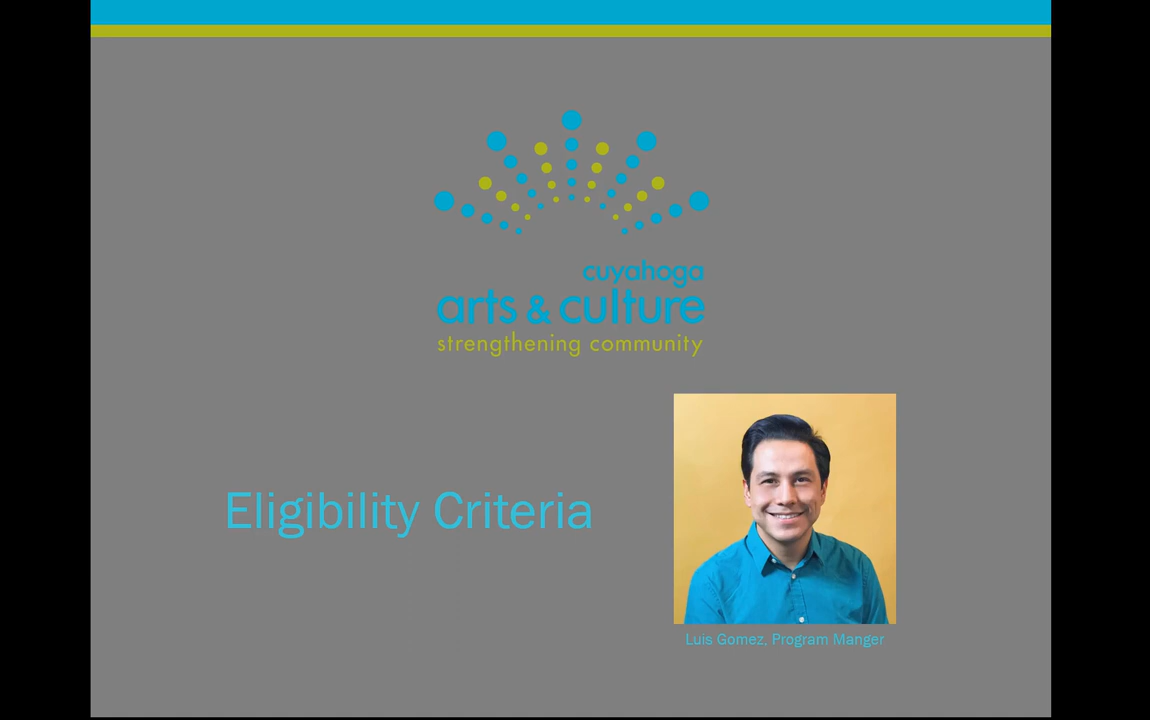 cuyahoga
arts & culture
strengthening community
Eligibility Criteria
Luis Gomez, Program Manger